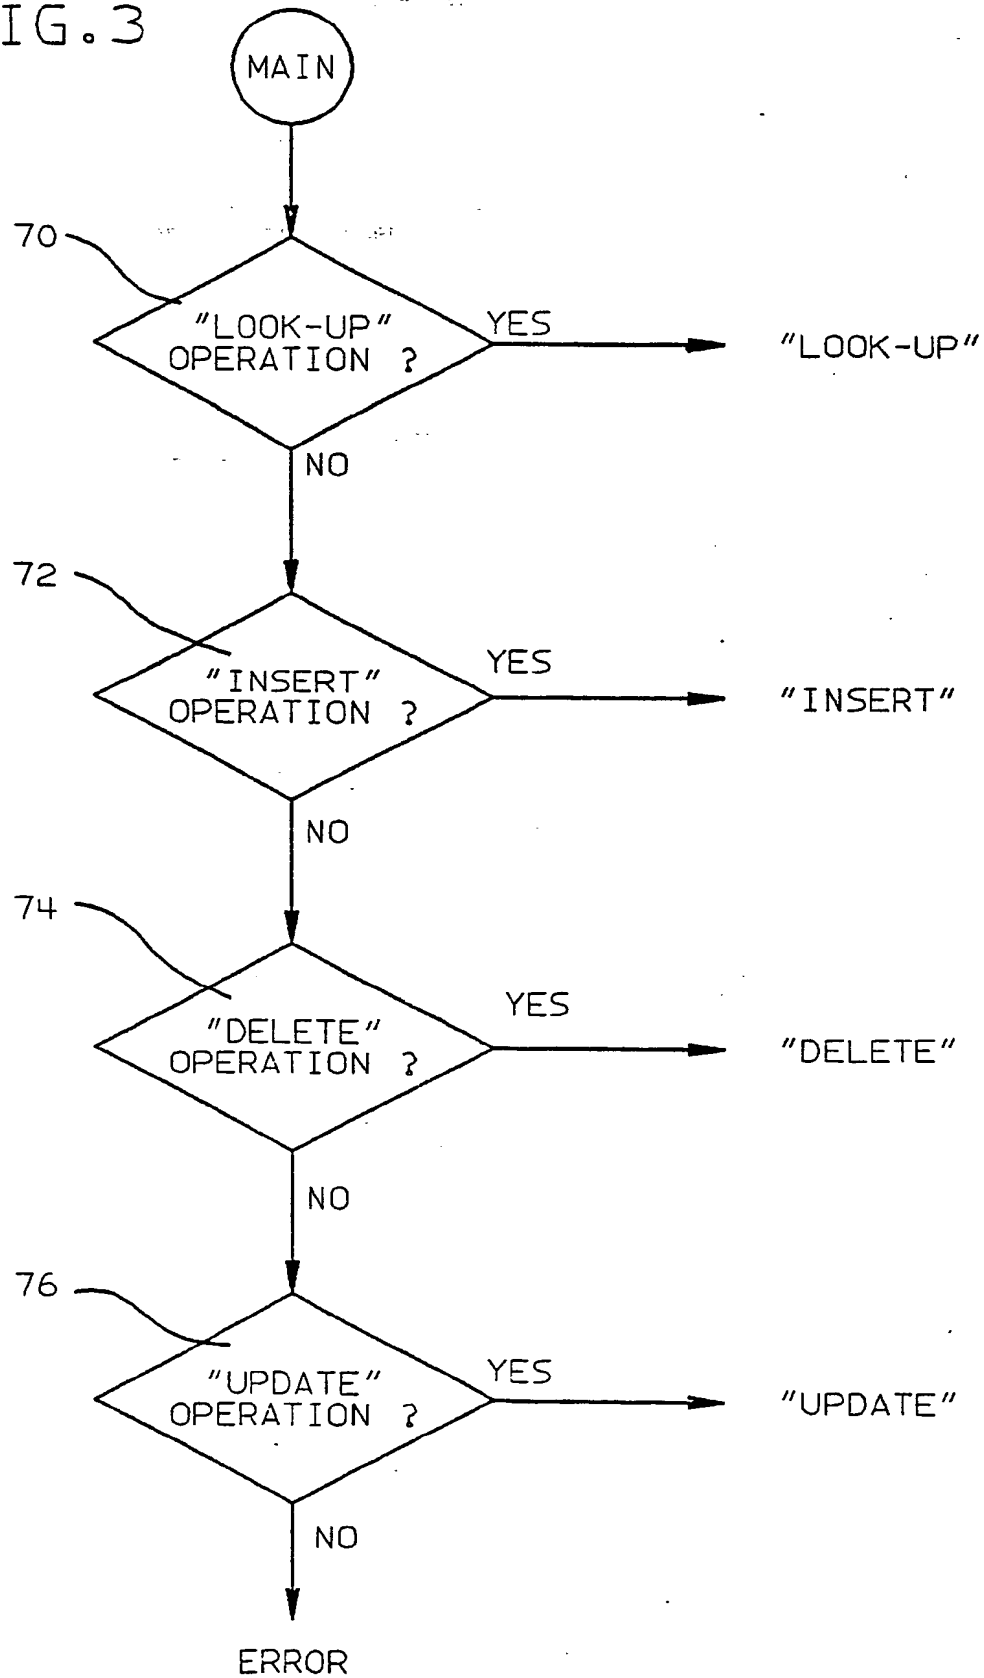 IG.3
MAIN
70
"LOOK-UP"
OPERATION ?
YES
"LOOK-UP"
NO
72
"INSERT"
OPERATION ?
YES
"INSERT"
NO
74
"DELETE"
OPERATION ?
YES
"DELETE"
NO
76
"UPDATE"
OPERATION ?
YES
"UPDATE"
NO
ERROR